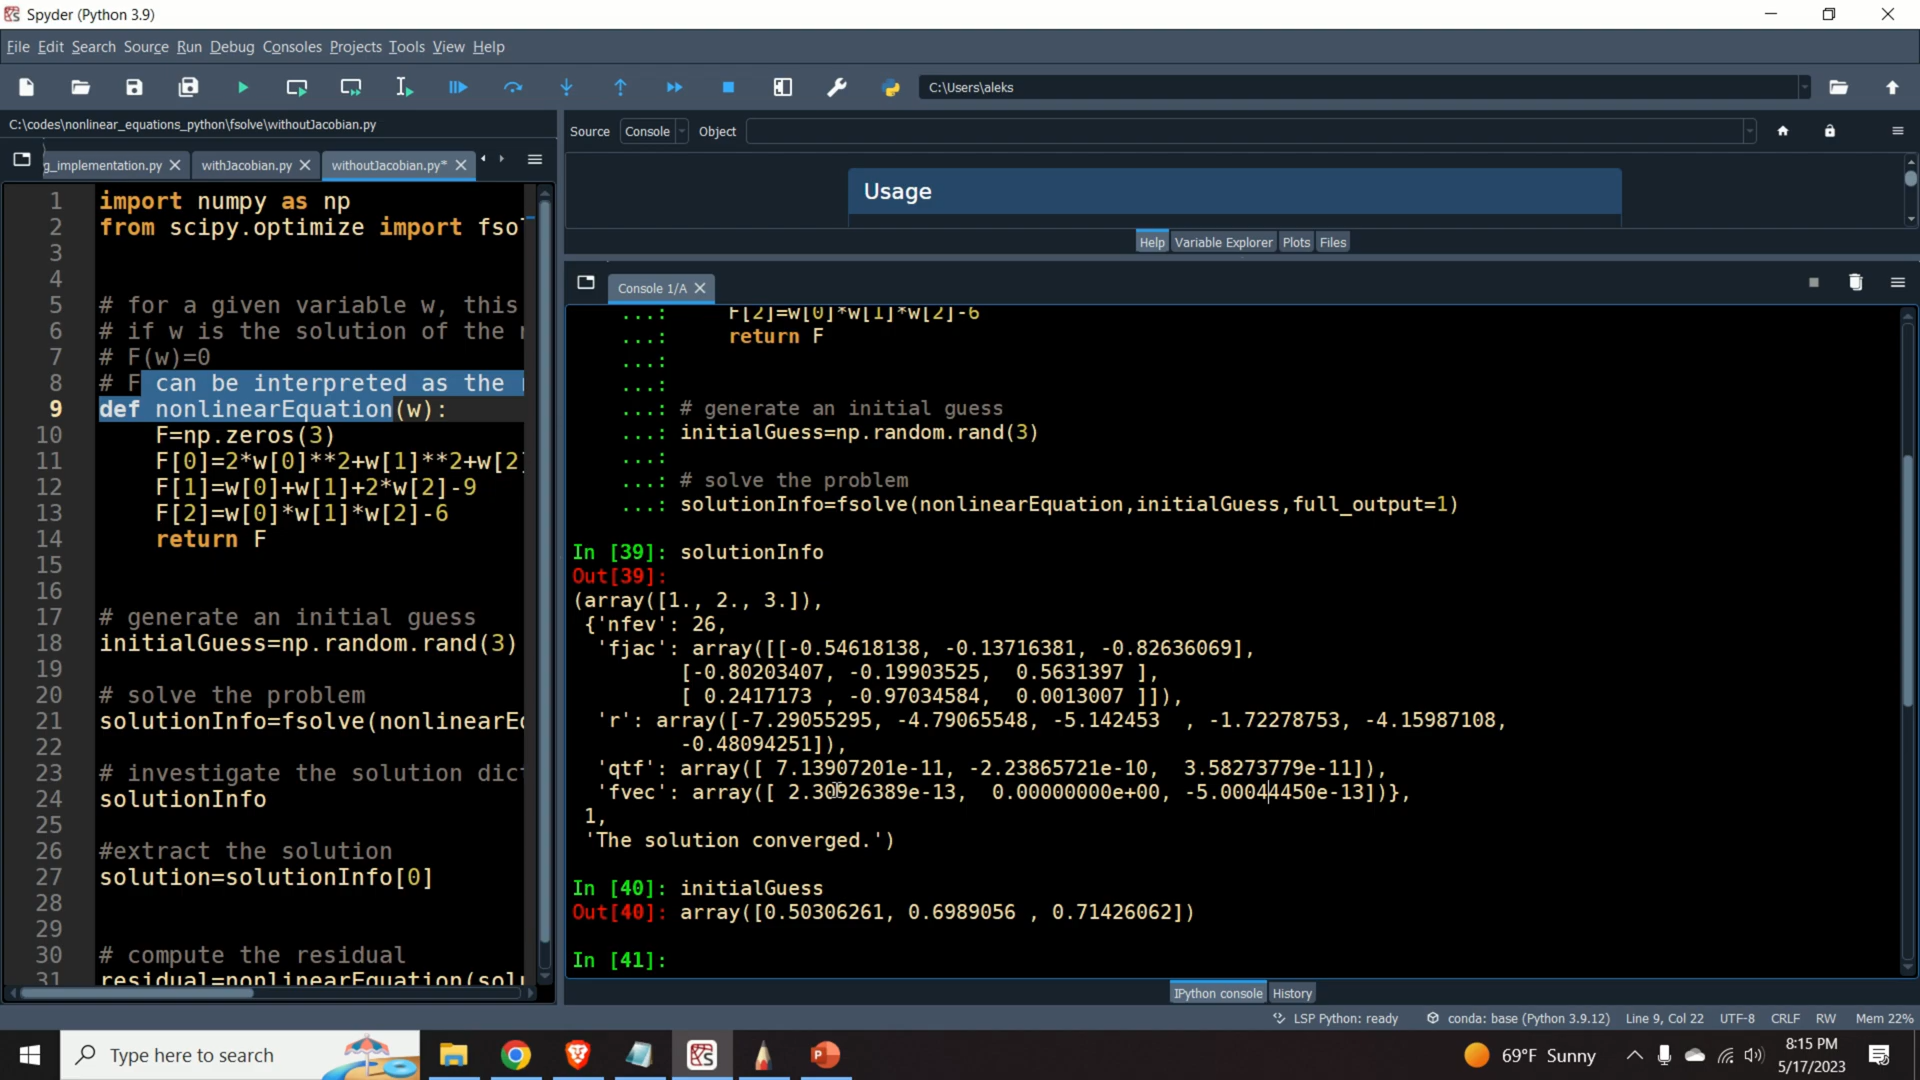 Spyder (Python 3.9)
File Edit Search Source Run Debug Consoles Projects Tools View Help
C:\Users\aleks
C:\codes\nonlinear_equations_python\fsolve\withoutJacobian.py
Source Console Object
g_implementation.py withJacobian.py withoutJacobian.py*
Usage
Help Variable Explorer Plots Files
Console 1/A
1 import numpy as np
2 from scipy.optimize import fsol
3
4
5 # for a given variable w, this
6 # if w is the solution of the
7 # F(w)=0
8 # F can be interpreted as the
9 def nonlinearEquation(w):
10 F=np.zeros(3)
11 F[0]=2*w[0]**2+w[1]**2+w[2]
12 F[1]=w[0]+w[1]+2*w[2]-9
13 F[2]=w[0]*w[1]*w[2]-6
14 return F
15
16
17 # generate an initial guess
18 initialGuess=np.random.rand(3)
19
20 # solve the problem
21 solutionInfo=fsolve(nonlinearEq
22
23 # investigate the solution dict
24 solutionInfo
25
26 #extract the solution
27 solution=solutionInfo[0]
28
29
30 # compute the residual
31 residual=nonlinearEquation(solu
...: F[2]=w[0]*w[1]*w[2]-6
...: return F
...:
...:
...: # generate an initial guess
...: initialGuess=np.random.rand(3)
...:
...: # solve the problem
...: solutionInfo=fsolve(nonlinearEquation,initialGuess,full_output=1)
In [39]: solutionInfo
Out[39]:
(array([1., 2., 3.]),
{'nfev': 26,
'fjac': array([[-0.54618138, -0.13716381, -0.82636069],
[-0.80203407, -0.19903525, 0.5631397 ],
[ 0.2417173 , -0.97034584, 0.0013007 ]]),
'r': array([-7.29055295, -4.79065548, -5.142453 , -1.72278753, -4.15987108,
-0.48094251]),
'qtf': array([ 7.13907201e-11, -2.23865721e-10, 3.58273779e-11]),
'fvec': array([ 2.30926389e-13, 0.00000000e+00, -5.00044450e-13])},
1,
'The solution converged.')
In [40]: initialGuess
Out[40]: array([0.50306261, 0.6989056 , 0.71426062])
In [41]:
IPython console History
LSP Python: ready conda: base (Python 3.9.12) Line 9, Col 22 UTF-8 CRLF RW Mem 22%
Type here to search
69°F Sunny
8:15 PM
5/17/2023